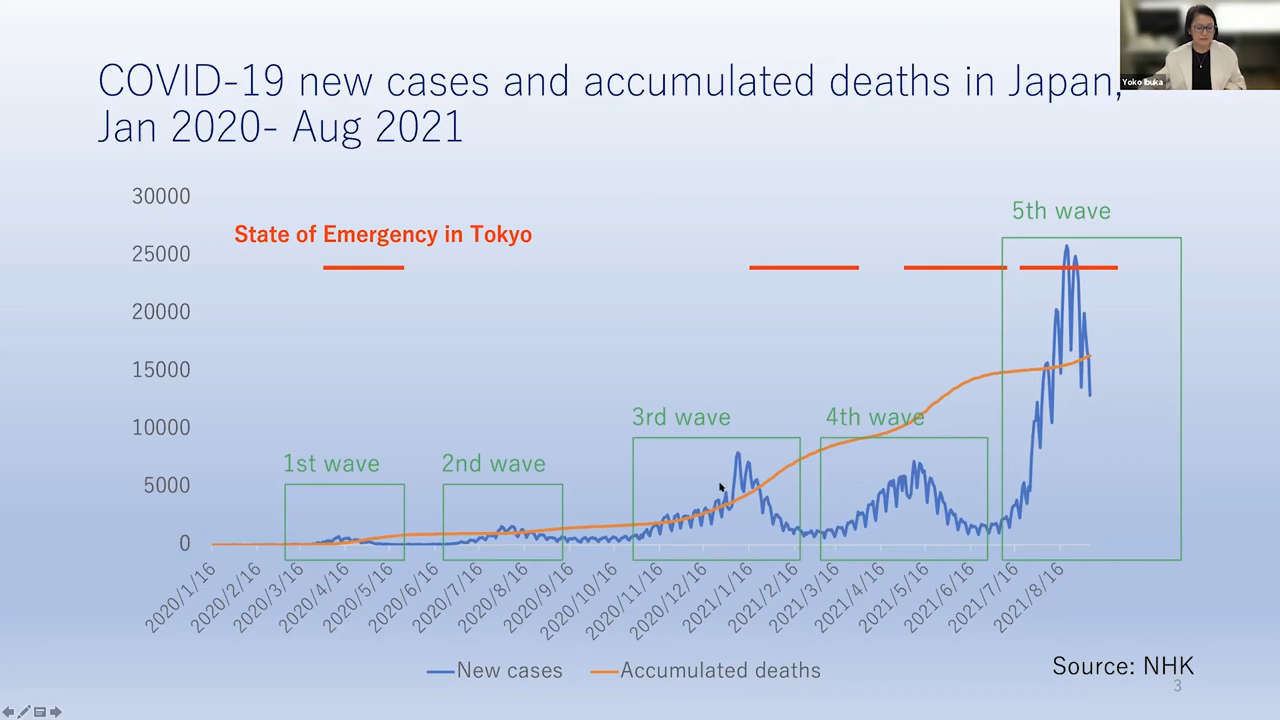 Yoko Ibuka
COVID-19 new cases and accumulated deaths in Japan,
Jan 2020- Aug 2021
30000
25000
20000
15000
10000
5000
0
State of Emergency in Tokyo
1st wave
2nd wave
3rd wave
4th wave
5th wave
2020/1/16
2020/2/16
2020/3/16
2020/4/16
2020/5/16
2020/6/16
2020/7/16
2020/8/16
2020/9/16
2020/10/16
2020/11/16
2020/12/16
2021/1/16
2021/2/16
2021/3/16
2021/4/16
2021/5/16
2021/6/16
2021/7/16
2021/8/16
New cases
Accumulated deaths
Source: NHK
3